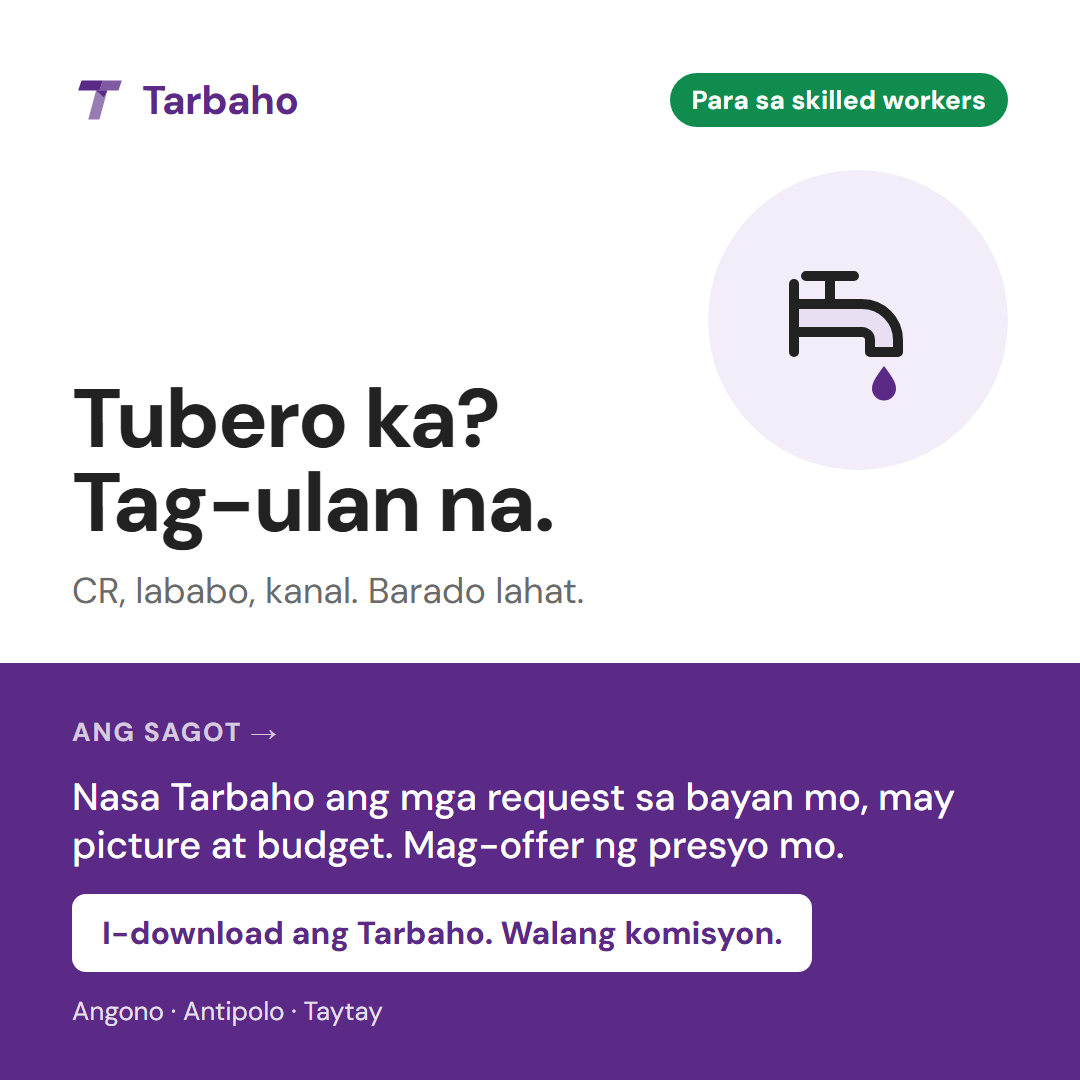 Tarbaho
Para sa skilled workers
Tubero ka?
Tag-ulan na.
CR, lababo, kanal. Barado lahat.
ANG SAGOT →
Nasa Tarbaho ang mga request sa bayan mo, may
picture at budget. Mag-offer ng presyo mo.
I-download ang Tarbaho. Walang komisyon.
Angono · Antipolo · Taytay